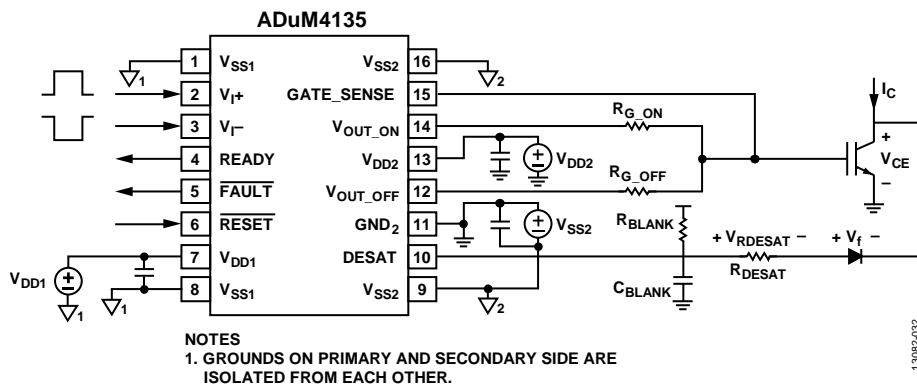 ADuM4135
1 VSS1
VSS2 16
1
2
2 VI+
GATE_SENSE 15
3 VI−
VOUT_ON 14
RG_ON
IC
+
VCE
−
4 READY
VDD2 13
+
−
VDD2
5 FAULT
VOUT_OFF 12
RG_OFF
6 RESET
GND2 11
+
−
VSS2
RBLANK
7 VDD1
DESAT 10
+ VRDESAT −
+ Vf −
RDESAT
VDD1
+
−
1
8 VSS1
1
VSS2 9
2
CBLANK
NOTES
1. GROUNDS ON PRIMARY AND SECONDARY SIDE ARE
ISOLATED FROM EACH OTHER.
13082-032